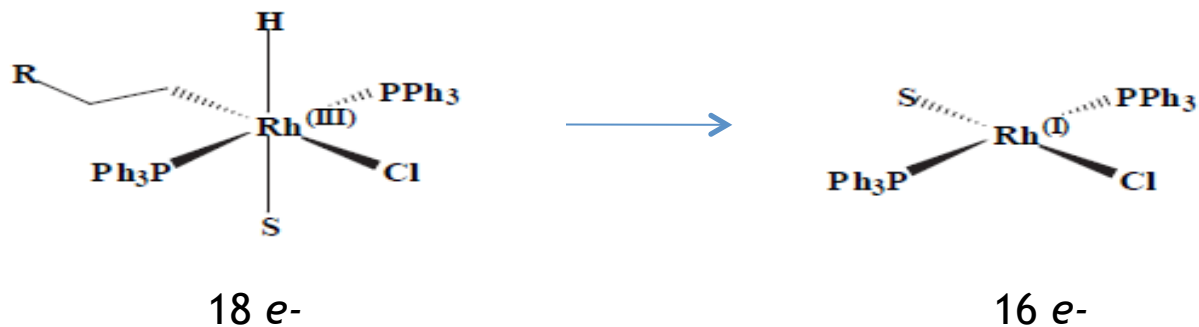 H
R
PPh₃
Rh(III)
Ph₃P
Cl
S
18 e-
S
PPh₃
Rh(I)
Ph₃P
Cl
16 e-